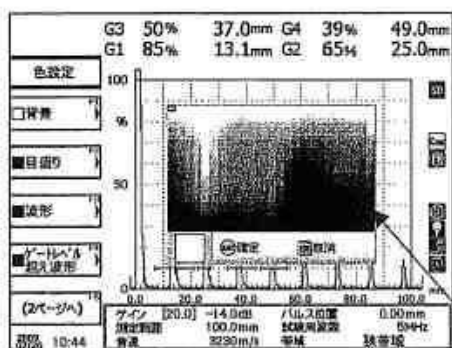 G3 50% 37.0mm G4 39% 49.0mm
G1 85% 13.1mm G2 65% 25.0mm
色設定
F1
背景
目盛り
波形
ゲートレベル
超え波形
(2ページへ)
10:44
100
%
50
0
確定
取消
0.0 20.0 40.0 60.0 80.0 100.0
mm
ゲイン [20.0] -14.0dB パルス位置 0.00mm
測定範囲 100.0mm 試験周波数 5MHz
音速 3230m/s 帯域 狭帯域